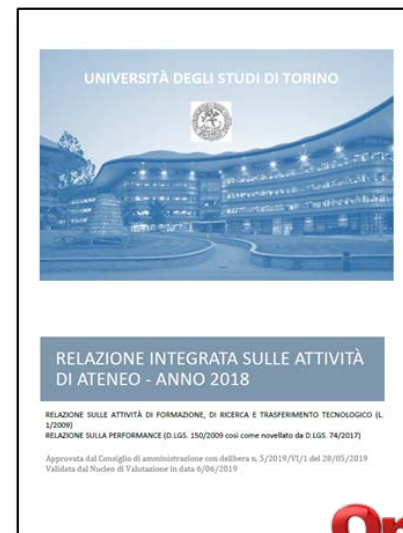 UNIVERSITÀ DEGLI STUDI DI TORINO
RELAZIONE INTEGRATA SULLE ATTIVITÀ
DI ATENEO - ANNO 2018
RELAZIONE SULLE ATTIVITÀ DI FORMAZIONE, DI RICERCA E TRASFERIMENTO TECNOLOGICO (L.
1/2009)
RELAZIONE SULLA PERFORMANCE (D.LGS. 150/2009 così come novellato da D.LGS. 74/2017)
Approvata dal Consiglio di amministrazione con delibera n. 5/2019/VI/1 del 28/05/2019
Validata dal Nucleo di Valutazione in data 6/06/2019